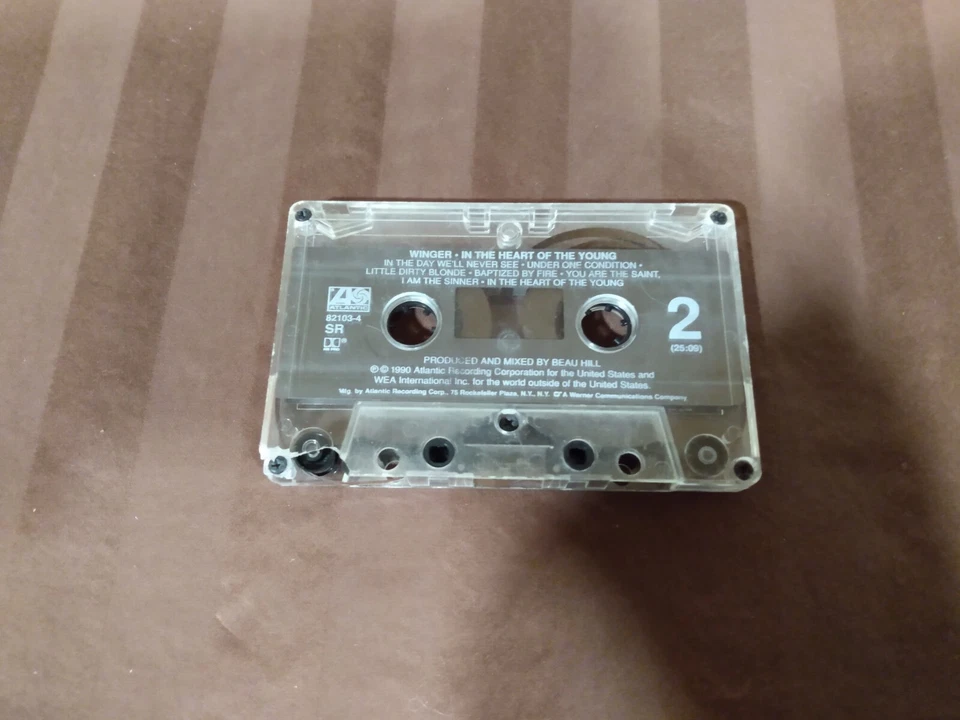 WINGER • IN THE HEART OF THE YOUNG
IN THE DAY WE'LL NEVER SEE • UNDER ONE CONDITION •
LITTLE DIRTY BLONDE • BAPTIZED BY FIRE • YOU ARE THE SAINT,
I AM THE SINNER • IN THE HEART OF THE YOUNG
ATLANTIC
82103-4
SR
2
(25:09)
PRODUCED AND MIXED BY BEAU HILL
℗ © 1990 Atlantic Recording Corporation for the United States and
WEA International Inc. for the world outside of the United States.
Mfg. by Atlantic Recording Corp., 75 Rockefeller Plaza, N.Y., N.Y. A Warner Communications Company